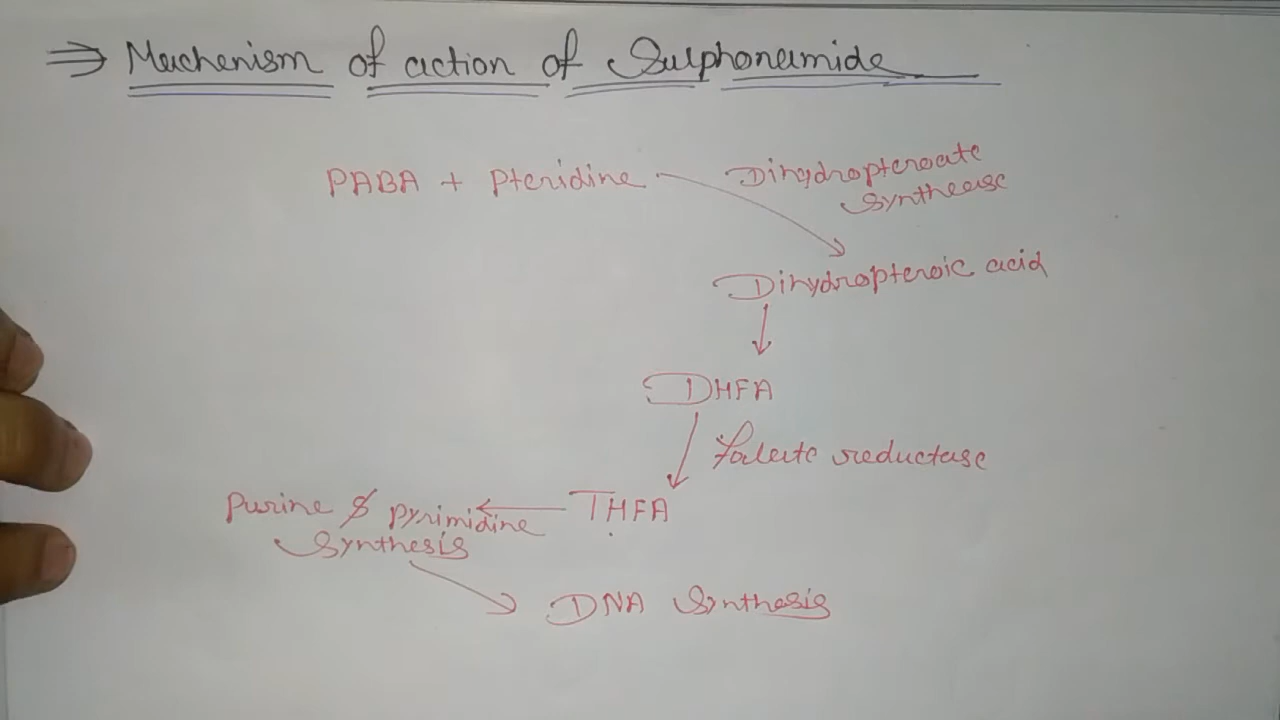 ⇒ Mechenism of action of Sulphonamide
PABA + Pteridine → Dihydropteroate
Synthease
Dihydropteroic acid
↓
DHFA
↓ folate reductase
Purine & pyrimidine ← THFA
Synthesis
→ DNA Synthesis